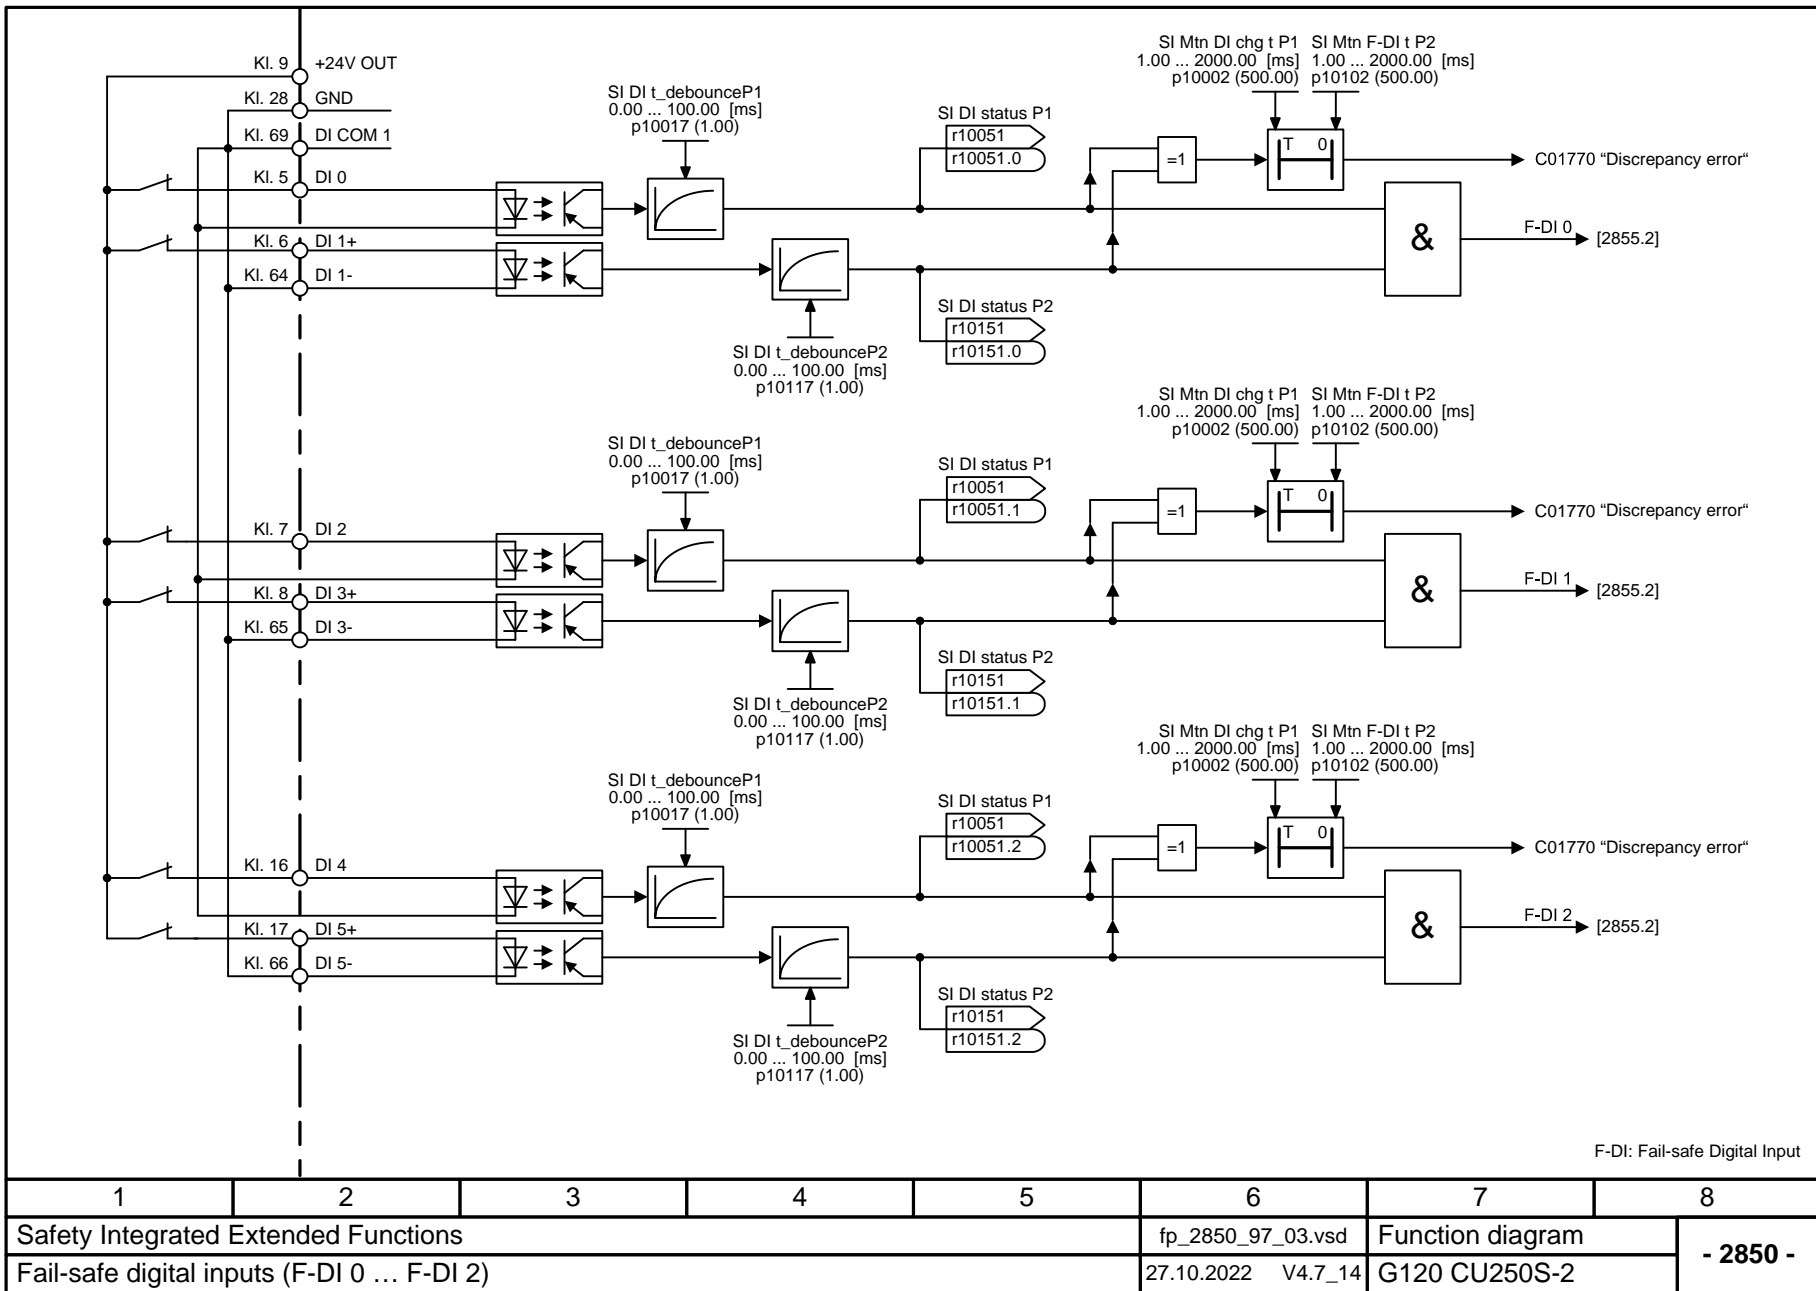 Kl. 9 +24V OUT
Kl. 28 GND
Kl. 69 DI COM 1
Kl. 5 DI 0
Kl. 6 DI 1+
Kl. 64 DI 1-
SI DI t_debounceP1
0.00 ... 100.00 [ms]
p10017 (1.00)
SI DI t_debounceP2
0.00 ... 100.00 [ms]
p10117 (1.00)
SI DI status P1
r10051
r10051.0
SI DI status P2
r10151
r10151.0
SI Mtn DI chg t P1
1.00 ... 2000.00 [ms]
p10002 (500.00)
SI Mtn F-DI t P2
1.00 ... 2000.00 [ms]
p10102 (500.00)
=1
T 0
C01770 “Discrepancy error“
&
F-DI 0
[2855.2]
Kl. 7 DI 2
Kl. 8 DI 3+
Kl. 65 DI 3-
SI DI t_debounceP1
0.00 ... 100.00 [ms]
p10017 (1.00)
SI DI t_debounceP2
0.00 ... 100.00 [ms]
p10117 (1.00)
SI DI status P1
r10051
r10051.1
SI DI status P2
r10151
r10151.1
SI Mtn DI chg t P1
1.00 ... 2000.00 [ms]
p10002 (500.00)
SI Mtn F-DI t P2
1.00 ... 2000.00 [ms]
p10102 (500.00)
=1
T 0
C01770 “Discrepancy error“
&
F-DI 1
[2855.2]
Kl. 16 DI 4
Kl. 17 DI 5+
Kl. 66 DI 5-
SI DI t_debounceP1
0.00 ... 100.00 [ms]
p10017 (1.00)
SI DI t_debounceP2
0.00 ... 100.00 [ms]
p10117 (1.00)
SI DI status P1
r10051
r10051.2
SI DI status P2
r10151
r10151.2
SI Mtn DI chg t P1
1.00 ... 2000.00 [ms]
p10002 (500.00)
SI Mtn F-DI t P2
1.00 ... 2000.00 [ms]
p10102 (500.00)
=1
T 0
C01770 “Discrepancy error“
&
F-DI 2
[2855.2]
F-DI: Fail-safe Digital Input
1 2 3 4 5 6 7 8
Safety Integrated Extended Functions
fp_2850_97_03.vsd
Function diagram
- 2850 -
Fail-safe digital inputs (F-DI 0 … F-DI 2)
27.10.2022 V4.7_14
G120 CU250S-2